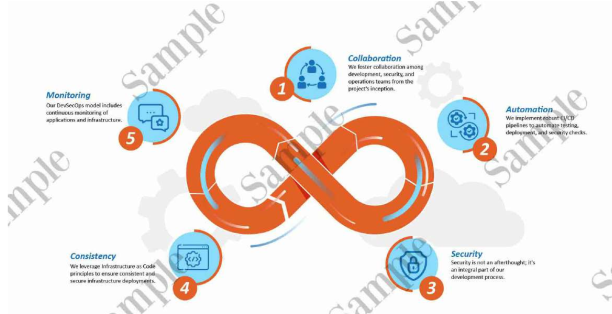 Sample
Sample
Collaboration
We foster collaboration among
development, security, and
operations teams from the
project's inception.
1
Monitoring
Our DevSecOps model includes
continuous monitoring of
applications and infrastructure.
5
Automation
We implement robust CI/CD
pipelines to automate testing,
deployment, and security checks.
2
Sample
Sample
Consistency
We leverage Infrastructure as Code
principles to ensure consistent and
secure infrastructure deployments.
4
Security
Security is not an afterthought; it's
an integral part of our
development process.
3
Sample
Sample